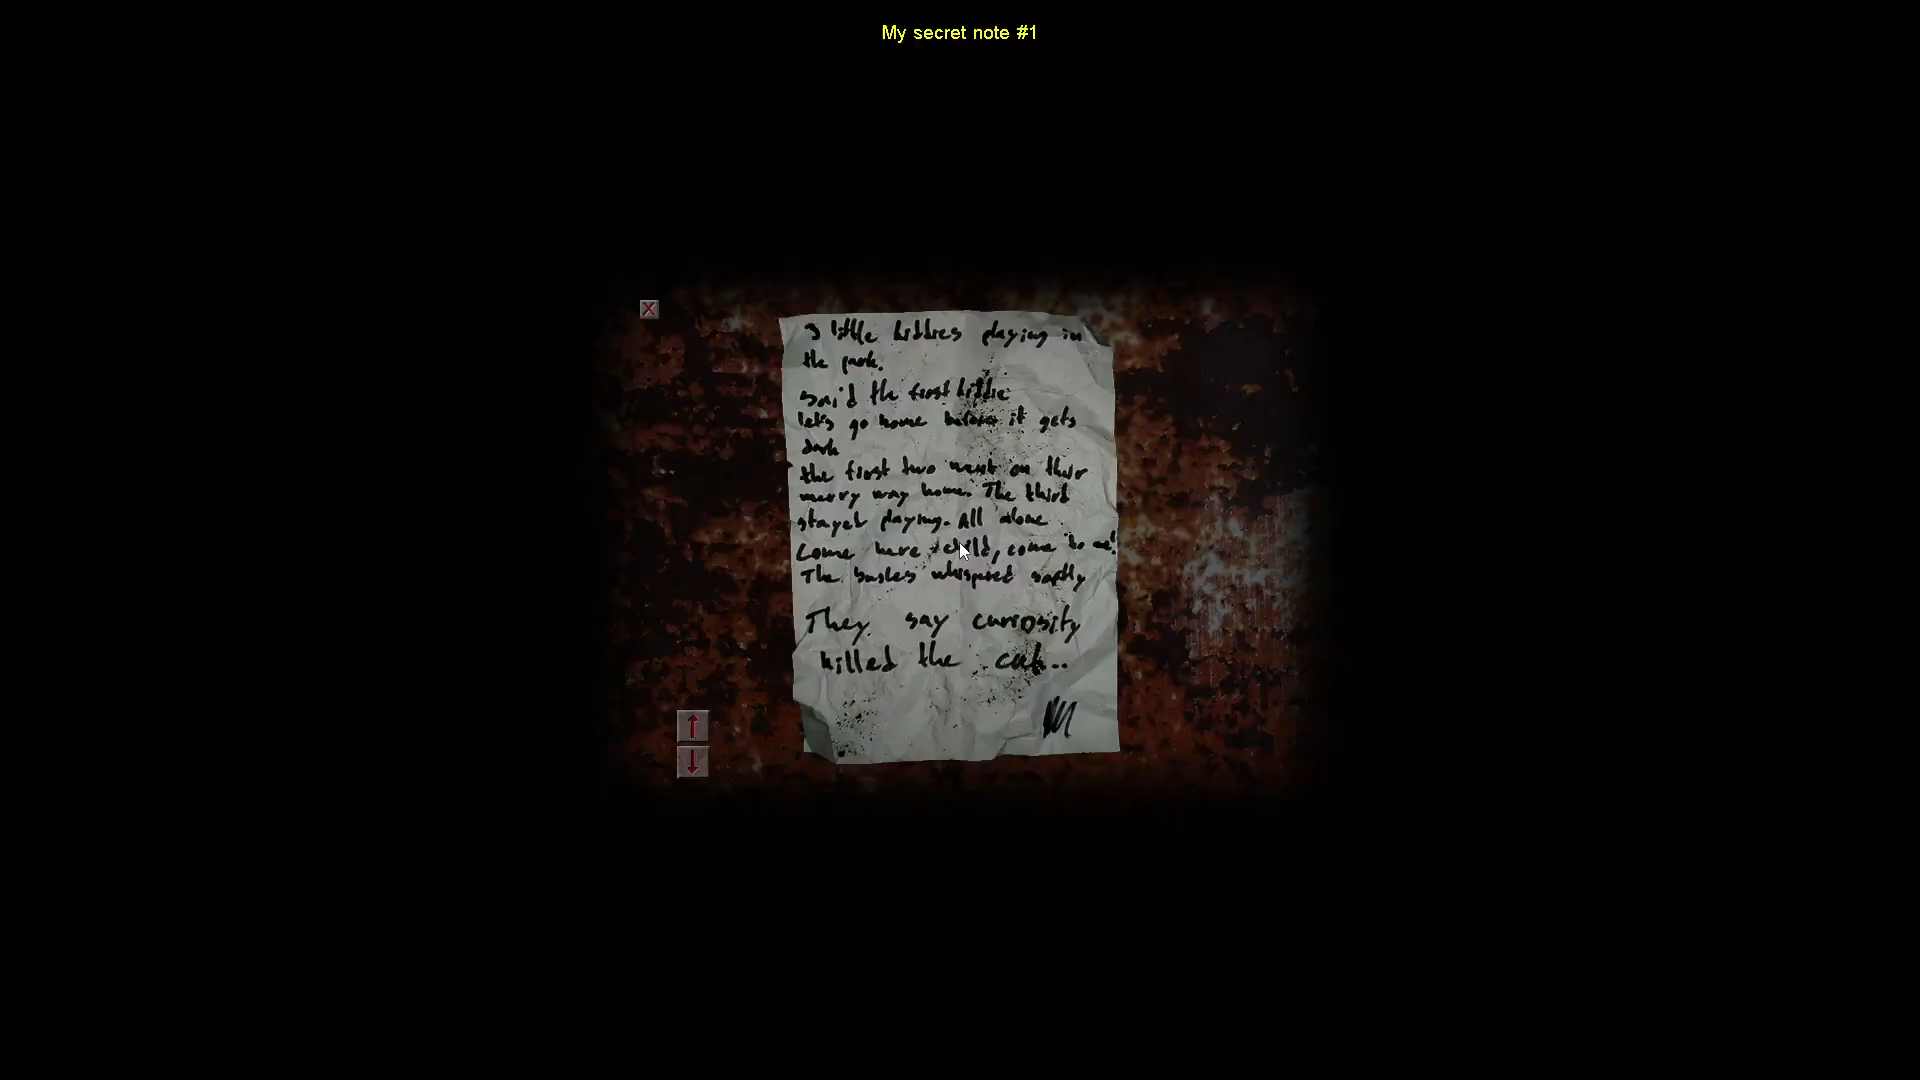 My secret note #1
3 little kiddies playing in
the park.
said the first kiddie
let's go home before it gets
dark
the first two went on their
merry way home. The third
stayed playing. All alone
Come here child, come to me!
The bushes whispered softly
They say curiosity
killed the cat..